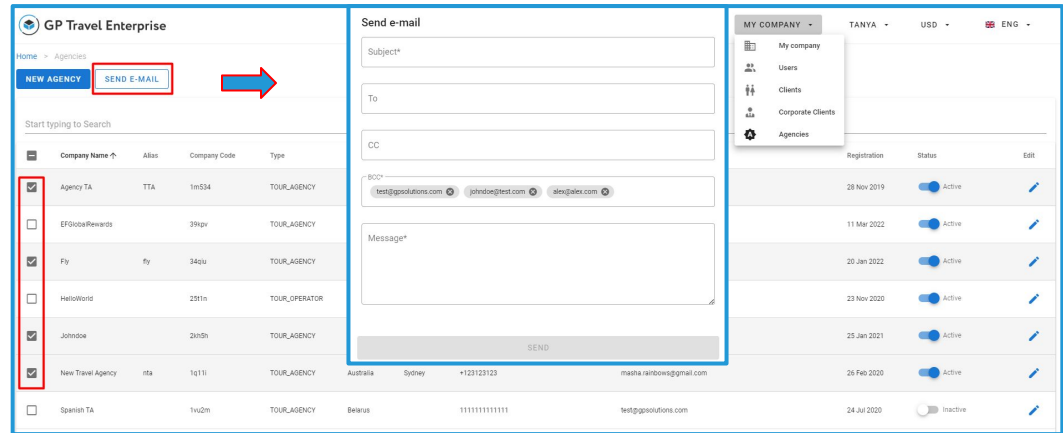 GP Travel Enterprise
MY COMPANY
TANYA
USD
ENG
Home > Agencies
NEW AGENCY
SEND E-MAIL
My company
Users
Clients
Corporate Clients
Agencies
Send e-mail
Subject*
To
CC
BCC*
test@gpsolutions.com johndoe@test.com alex@alex.com
Message*
SEND
Start typing to Search
Company Name Alias Company Code Type Registration Status Edit
Agency TA TTA 1m534 TOUR_AGENCY 28 Nov 2019 Active
EFGlobalRewards 39kpv TOUR_AGENCY 11 Mar 2022 Active
Fly fly 34qiu TOUR_AGENCY 20 Jan 2022 Active
HelloWorld 25t1n TOUR_OPERATOR 23 Nov 2020 Active
Johndoe 2kh5h TOUR_AGENCY 25 Jan 2021 Active
New Travel Agency nta 1q11i TOUR_AGENCY Australia Sydney +123123123 masha.rainbows@gmail.com 26 Feb 2020 Active
Spanish TA 1vu2m TOUR_AGENCY Belarus 1111111111111 test@gpsolutions.com 24 Jul 2020 Inactive